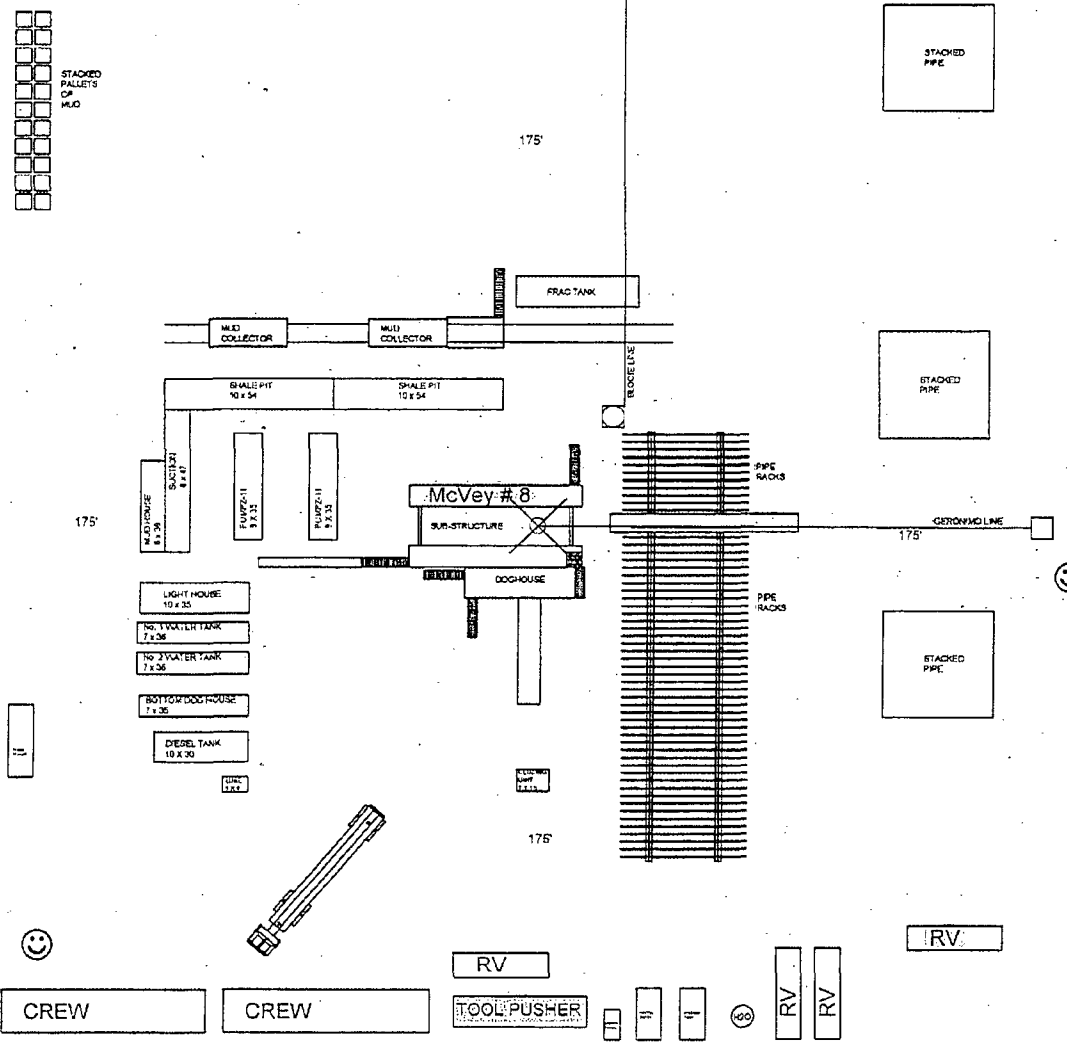 STACKED
PIPE
STACKED
PALLETS
OF
MUD
175'
FRAC TANK
MUD
COLLECTOR
MUD
COLLECTOR
SHALE PIT
10 x 54
SHALE PIT
10 x 54
STACKED
PIPE
SUCTION
MUD HOUSE
PIPE
RACKS
McVey # 8
SUB-STRUCTURE
175'
GERONIMO LINE
175'
DOGHOUSE
LIGHT HOUSE
10 x 35
PIPE
RACKS
No. 1 WATER TANK
7 x 36
No. 2 WATER TANK
7 x 36
STACKED
PIPE
BOTTOM DOG HOUSE
7 x 35
DIESEL TANK
10 X 30
175'
RV
RV
CREW
CREW
TOOL PUSHER
H2O
RV
RV